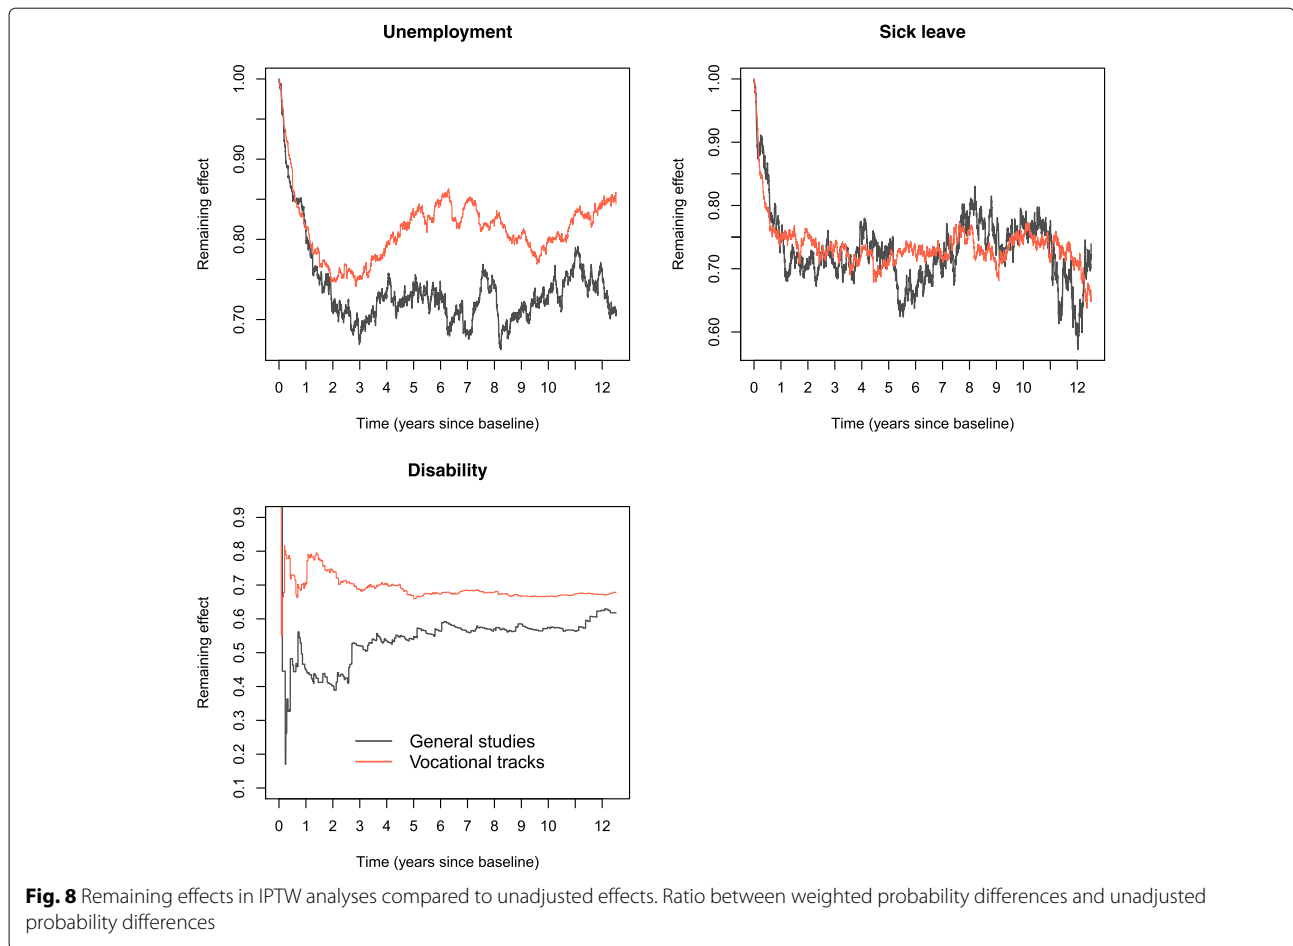 Unemployment
1.00
0.90
0.80
0.70
Remaining effect
0 1 2 3 4 5 6 7 8 9 10 12
Time (years since baseline)
Sick leave
1.00
0.90
0.80
0.70
0.60
Remaining effect
0 1 2 3 4 5 6 7 8 9 10 12
Time (years since baseline)
Disability
0.9
0.8
0.7
0.6
0.5
0.4
0.3
0.2
0.1
Remaining effect
General studies
Vocational tracks
0 1 2 3 4 5 6 7 8 9 10 12
Time (years since baseline)
Fig. 8 Remaining effects in IPTW analyses compared to unadjusted effects. Ratio between weighted probability differences and unadjusted
probability differences